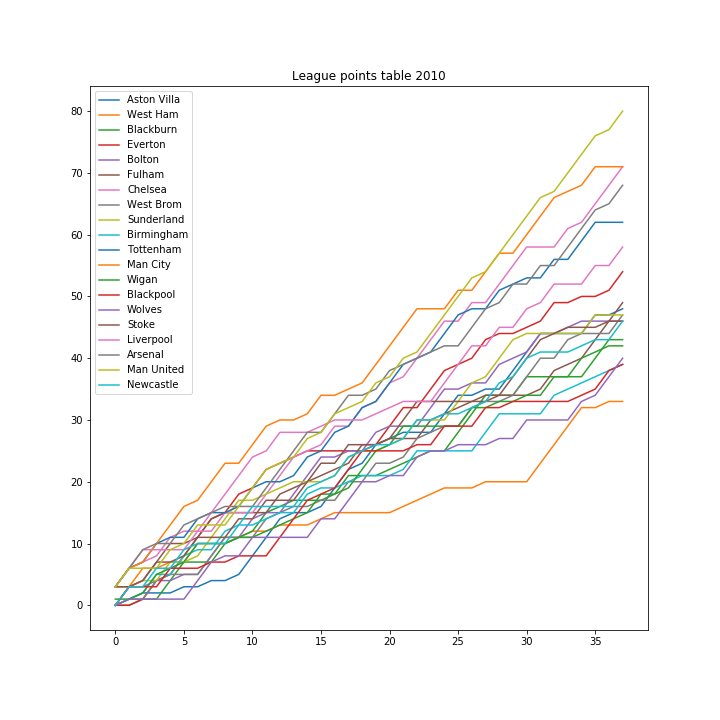 League points table 2010
Aston Villa
West Ham
Blackburn
Everton
Bolton
Fulham
Chelsea
West Brom
Sunderland
Birmingham
Tottenham
Man City
Wigan
Blackpool
Wolves
Stoke
Liverpool
Arsenal
Man United
Newcastle
80
70
60
50
40
30
20
10
0
0 5 10 15 20 25 30 35